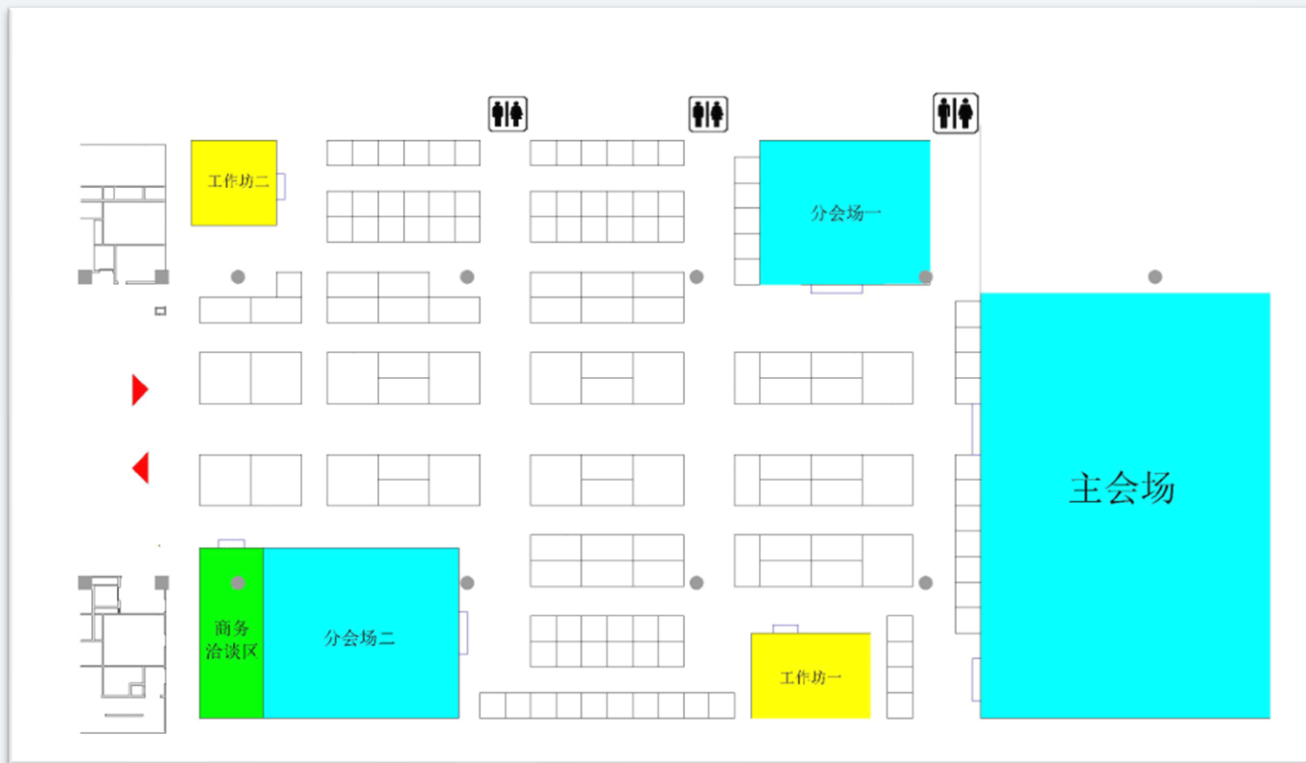 工作坊二
分会场一
主会场
商务
洽谈区
分会场二
工作坊一